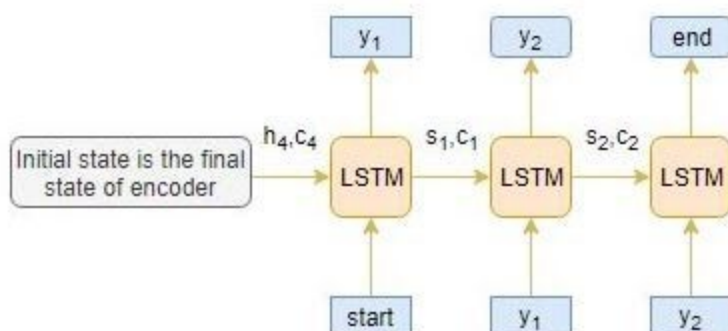 y₁
y₂
end
h₄,c₄
s₁,c₁
s₂,c₂
Initial state is the final
state of encoder
LSTM
LSTM
LSTM
start
y₁
y₂